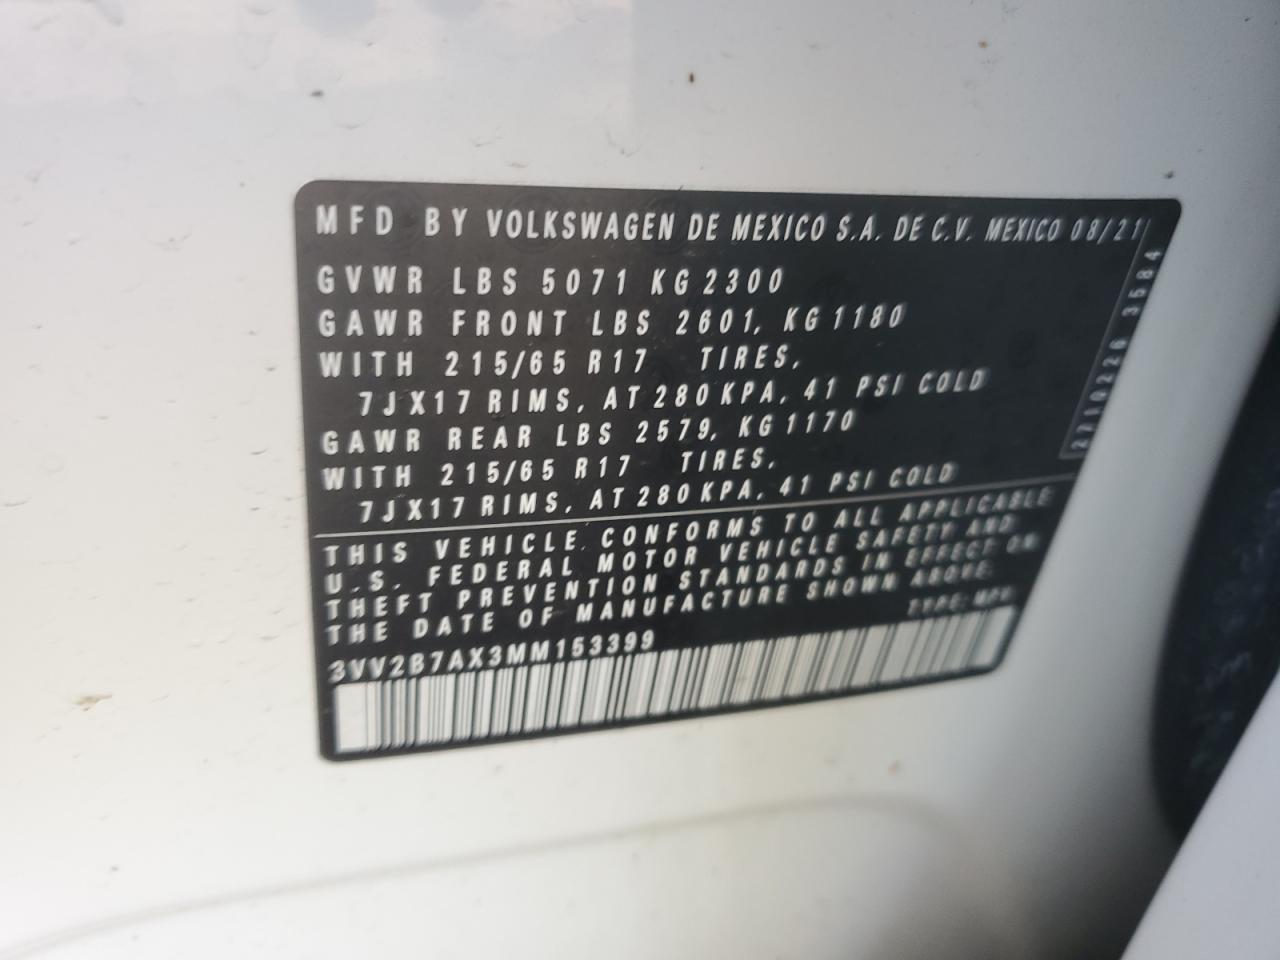 MFD BY VOLKSWAGEN DE MEXICO S.A. DE C.V. MEXICO 08/21
GVWR LBS 5071 KG 2300
GAWR FRONT LBS 2601, KG 1180
WITH 215/65 R17 TIRES,
7JX17 RIMS, AT 280 KPA, 41 PSI COLD
GAWR REAR LBS 2579, KG 1170
WITH 215/65 R17 TIRES,
7JX17 RIMS, AT 280 KPA, 41 PSI COLD
THIS VEHICLE CONFORMS TO ALL APPLICABLE
U.S. FEDERAL MOTOR VEHICLE SAFETY AND
THEFT PREVENTION STANDARDS IN EFFECT ON
THE DATE OF MANUFACTURE SHOWN ABOVE.
TYPE: MPV
3VV2B7AX3MM153399
2710226 3684